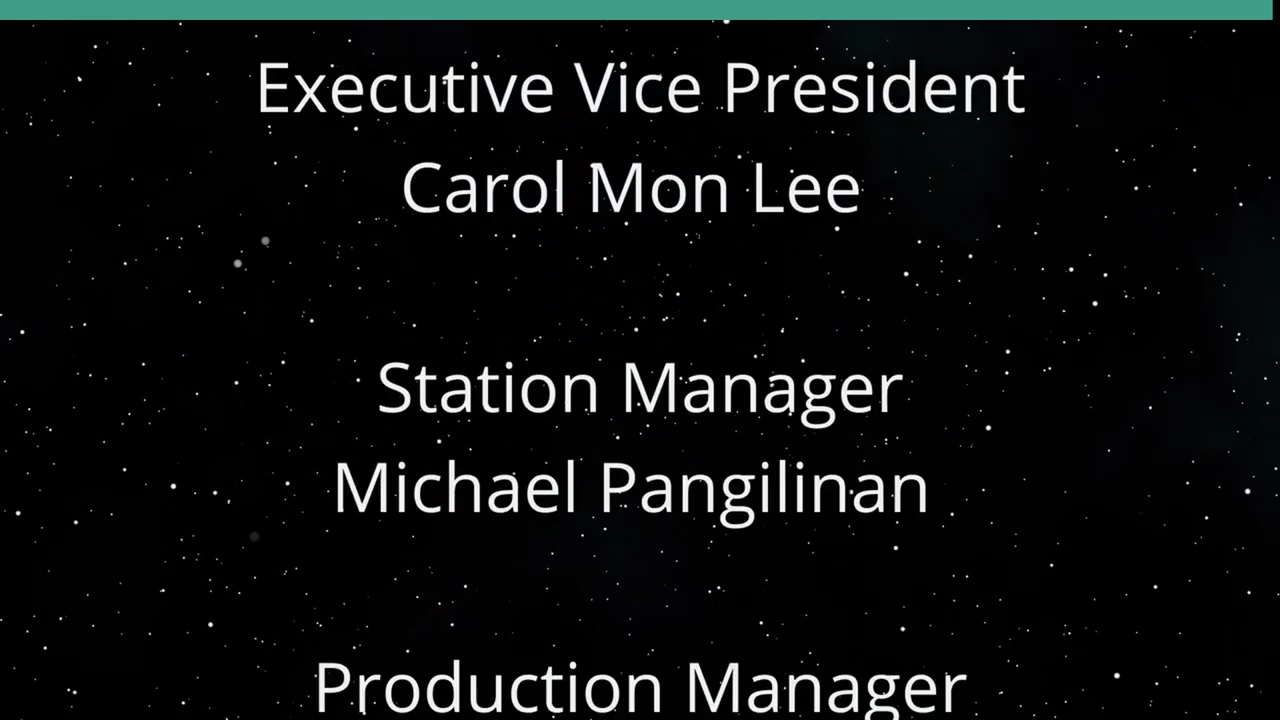 Executive Vice President
Carol Mon Lee
Station Manager
Michael Pangilinan
Production Manager